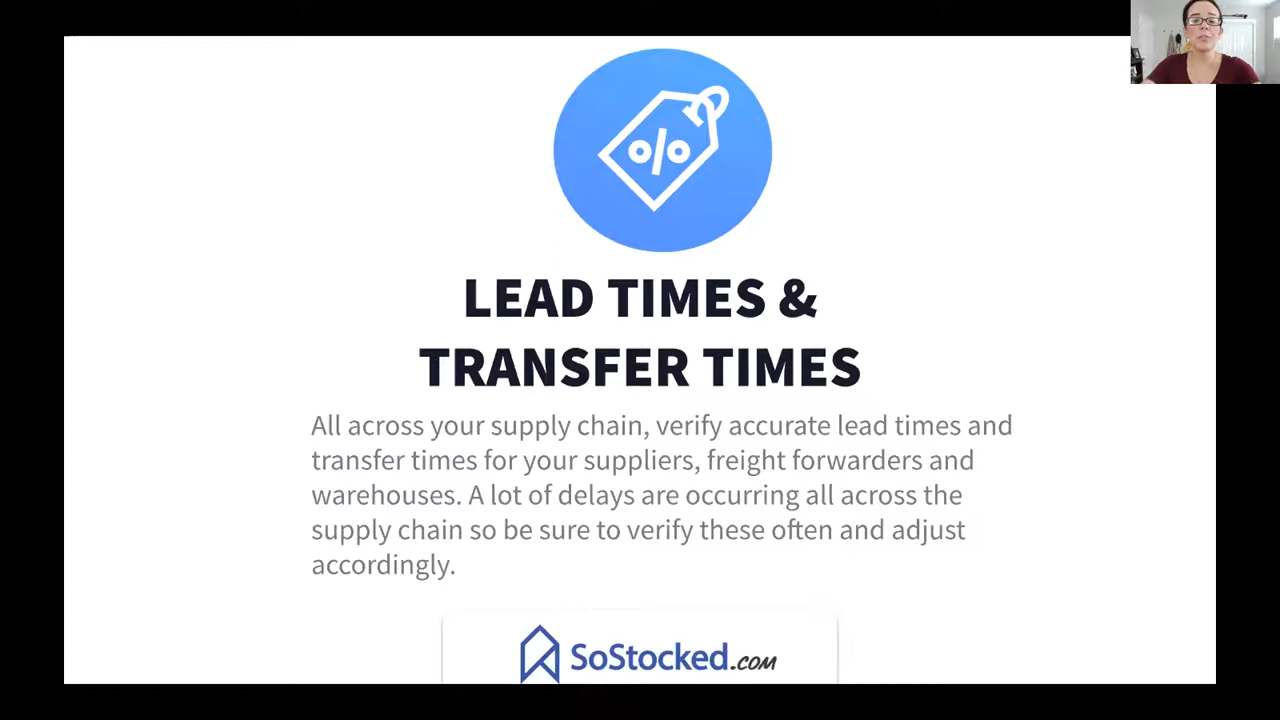 %
LEAD TIMES &
TRANSFER TIMES
All across your supply chain, verify accurate lead times and
transfer times for your suppliers, freight forwarders and
warehouses. A lot of delays are occurring all across the
supply chain so be sure to verify these often and adjust
accordingly.
SoStocked.com